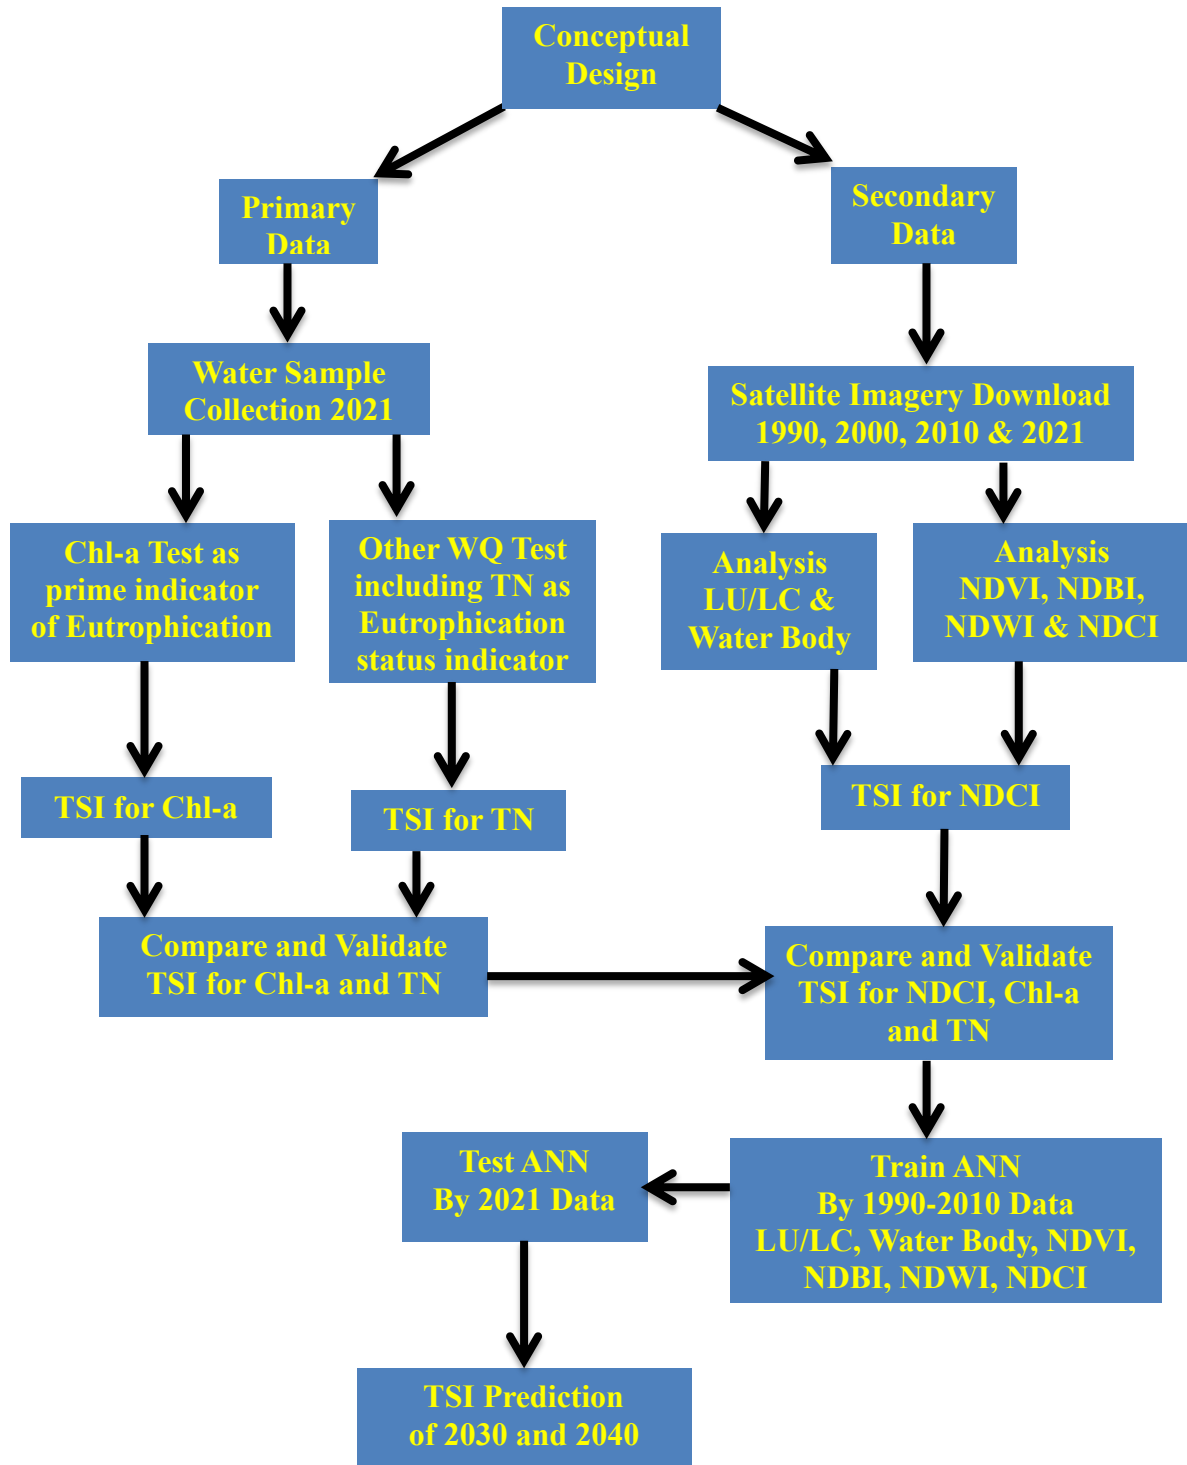 Conceptual
Design
Primary
Data
Secondary
Data
Water Sample
Collection 2021
Satellite Imagery Download
1990, 2000, 2010 & 2021
Chl-a Test as
prime indicator
of Eutrophication
Other WQ Test
including TN as
Eutrophication
status indicator
Analysis
LU/LC &
Water Body
Analysis
NDVI, NDBI,
NDWI & NDCI
TSI for Chl-a
TSI for TN
TSI for NDCI
Compare and Validate
TSI for Chl-a and TN
Compare and Validate
TSI for NDCI, Chl-a
and TN
Test ANN
By 2021 Data
Train ANN
By 1990-2010 Data
LU/LC, Water Body, NDVI,
NDBI, NDWI, NDCI
TSI Prediction
of 2030 and 2040